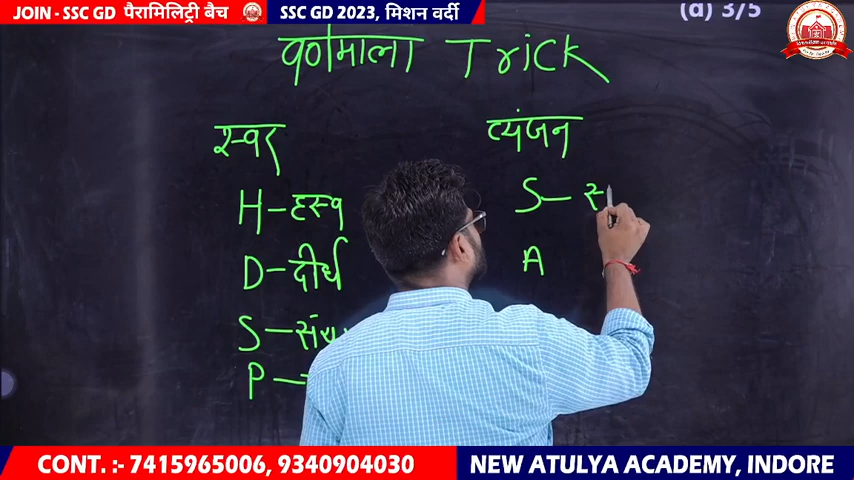 JOIN - SSC GD पैरामिलिट्री बैच SSC GD 2023, मिशन वर्दी
(d) 3/5
वर्णमाला Trick
स्वर व्यंजन
H - ह्रस्व S - स्
D - दीर्घ A
S - संयु
P -
CONT. :- 7415965006, 9340904030 NEW ATULYA ACADEMY, INDORE